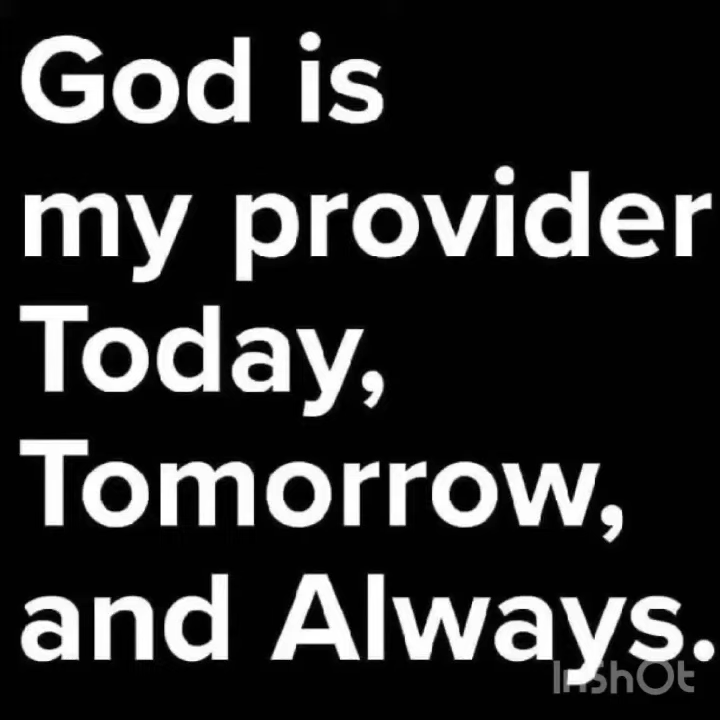 God is
my provider
Today,
Tomorrow,
and Always.
InShOt